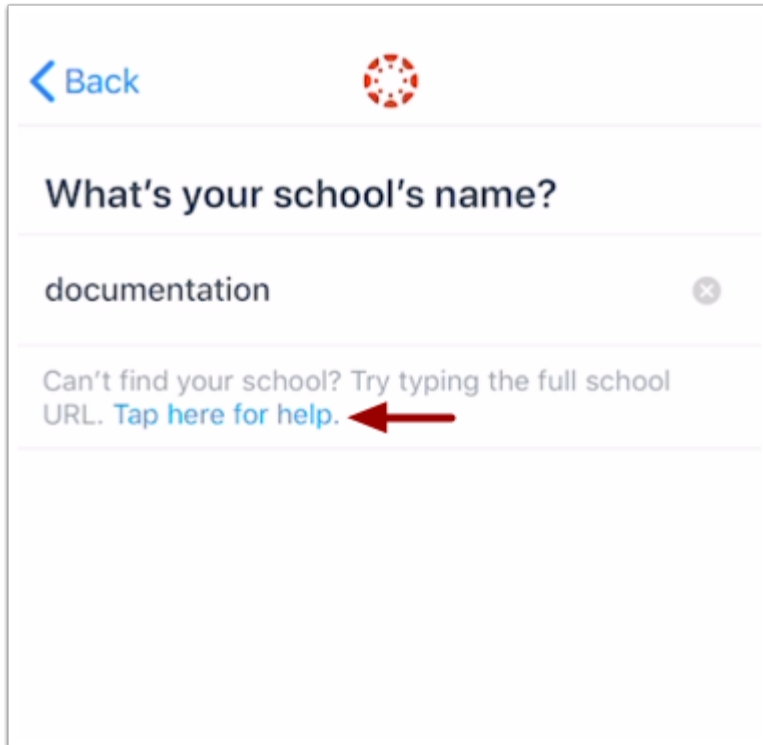 Back
What's your school's name?
documentation
Can't find your school? Try typing the full school
URL. Tap here for help.